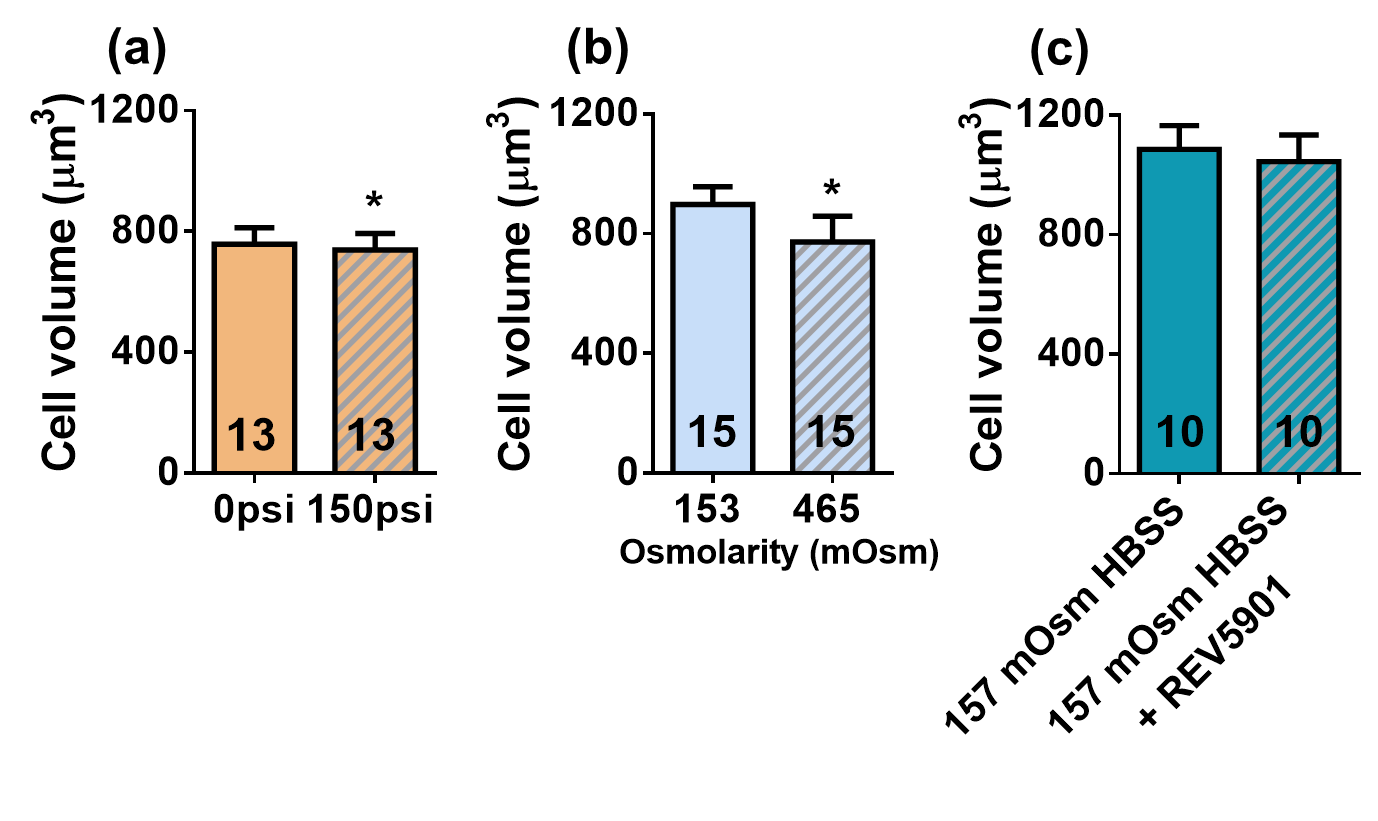 (a)
Cell volume (μm³)
1200
800
400
0
*
13
13
0psi
150psi
(b)
Cell volume (μm³)
1200
800
400
0
*
15
15
153
465
Osmolarity (mOsm)
(c)
Cell volume (μm³)
1200
800
400
0
10
10
157 mOsm HBSS
157 mOsm HBSS
+ REV5901